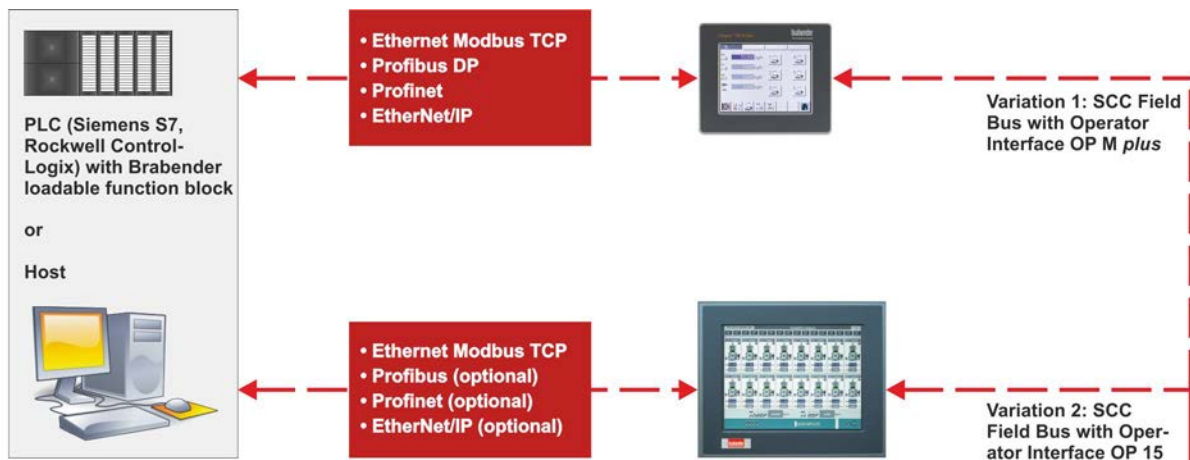 PLC (Siemens S7,
Rockwell Control-
Logix) with Brabender
loadable function block
or
Host
• Ethernet Modbus TCP
• Profibus DP
• Profinet
• EtherNet/IP
Variation 1: SCC Field
Bus with Operator
Interface OP M plus
• Ethernet Modbus TCP
• Profibus (optional)
• Profinet (optional)
• EtherNet/IP (optional)
Variation 2: SCC
Field Bus with Oper-
ator Interface OP 15